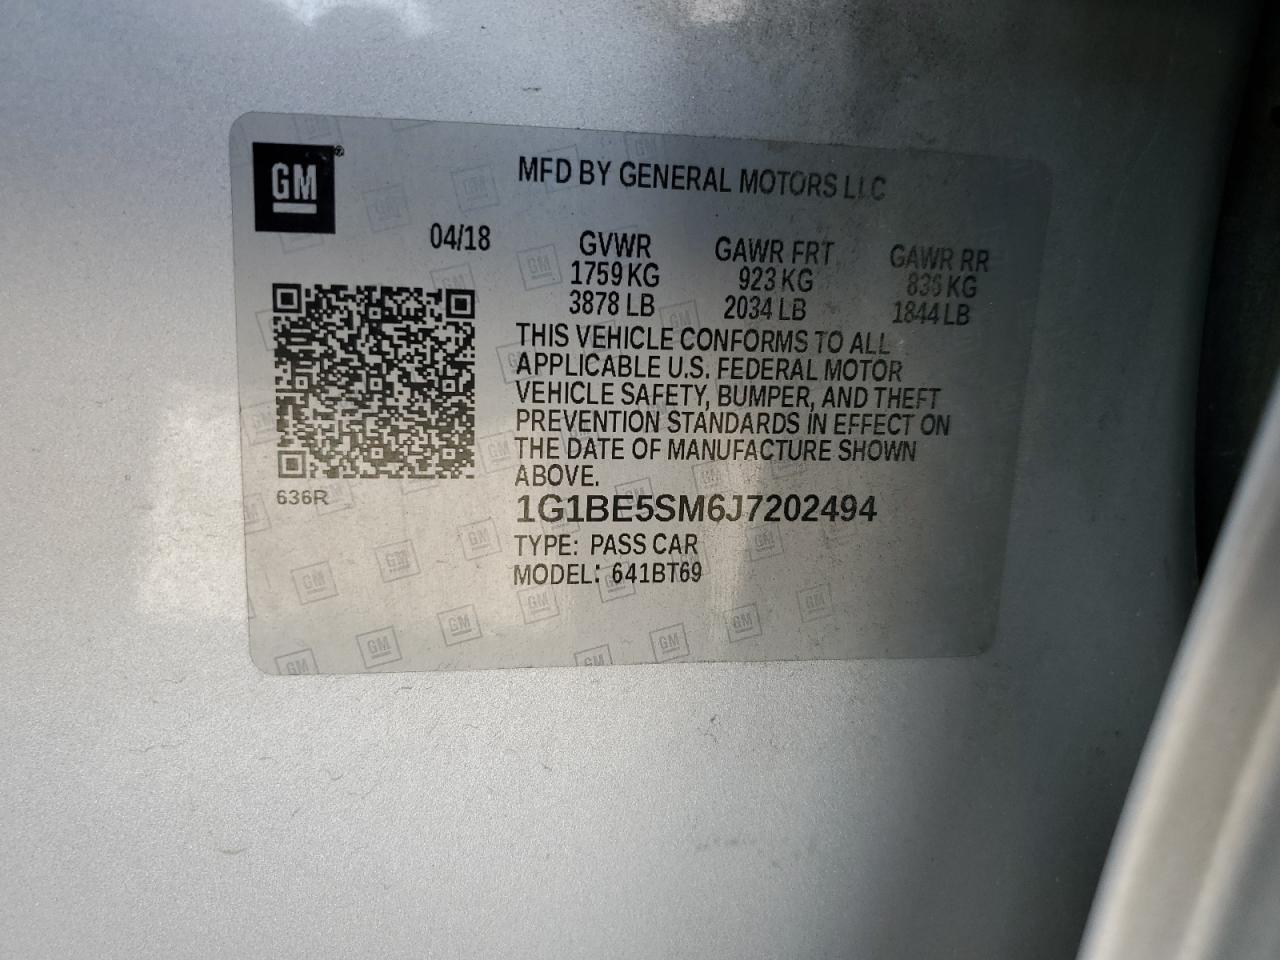 GM
MFD BY GENERAL MOTORS LLC
04/18
GVWR GAWR FRT GAWR RR
1759 KG 923 KG 836 KG
3878 LB 2034 LB 1844 LB
THIS VEHICLE CONFORMS TO ALL
APPLICABLE U.S. FEDERAL MOTOR
VEHICLE SAFETY, BUMPER, AND THEFT
PREVENTION STANDARDS IN EFFECT ON
THE DATE OF MANUFACTURE SHOWN
ABOVE.
636R
1G1BE5SM6J7202494
TYPE: PASS CAR
MODEL: 641BT69